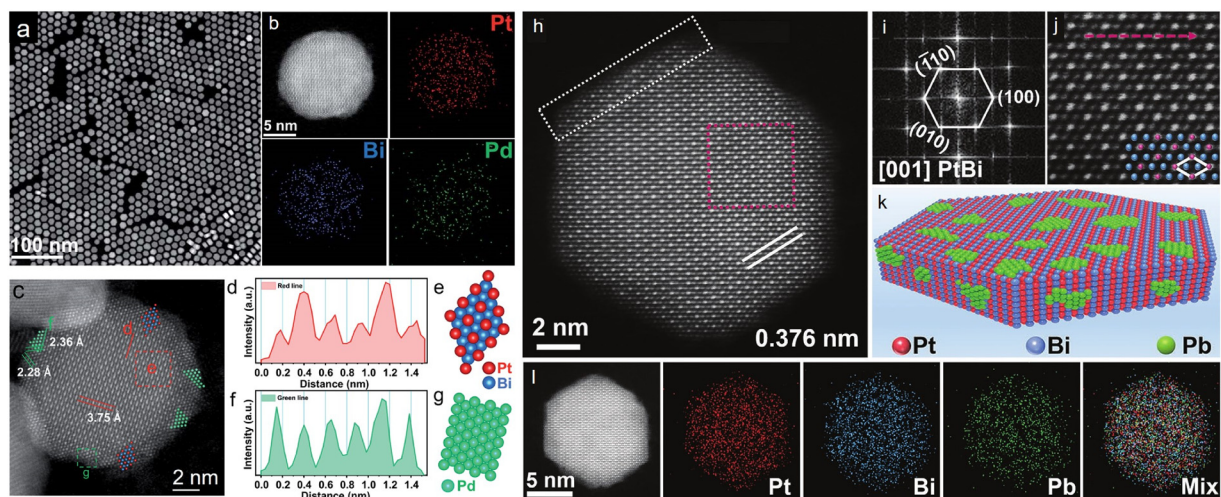 a
100 nm
b
Pt
5 nm
Bi
Pd
c
f
2.36 Å
2.28 Å
d
e
3.75 Å
g
2 nm
d
Red line
Intensity (a.u.)
0.0 0.2 0.4 0.6 0.8 1.0 1.2 1.4
Distance (nm)
e
Pt
Bi
f
Green line
Intensity (a.u.)
0.0 0.2 0.4 0.6 0.8 1.0 1.2 1.4
Distance (nm)
g
Pd
h
2 nm
0.376 nm
i
(1̄10)
(100)
(010)
[001] PtBi
j
k
Pt
Bi
Pb
l
5 nm
Pt
Bi
Pb
Mix